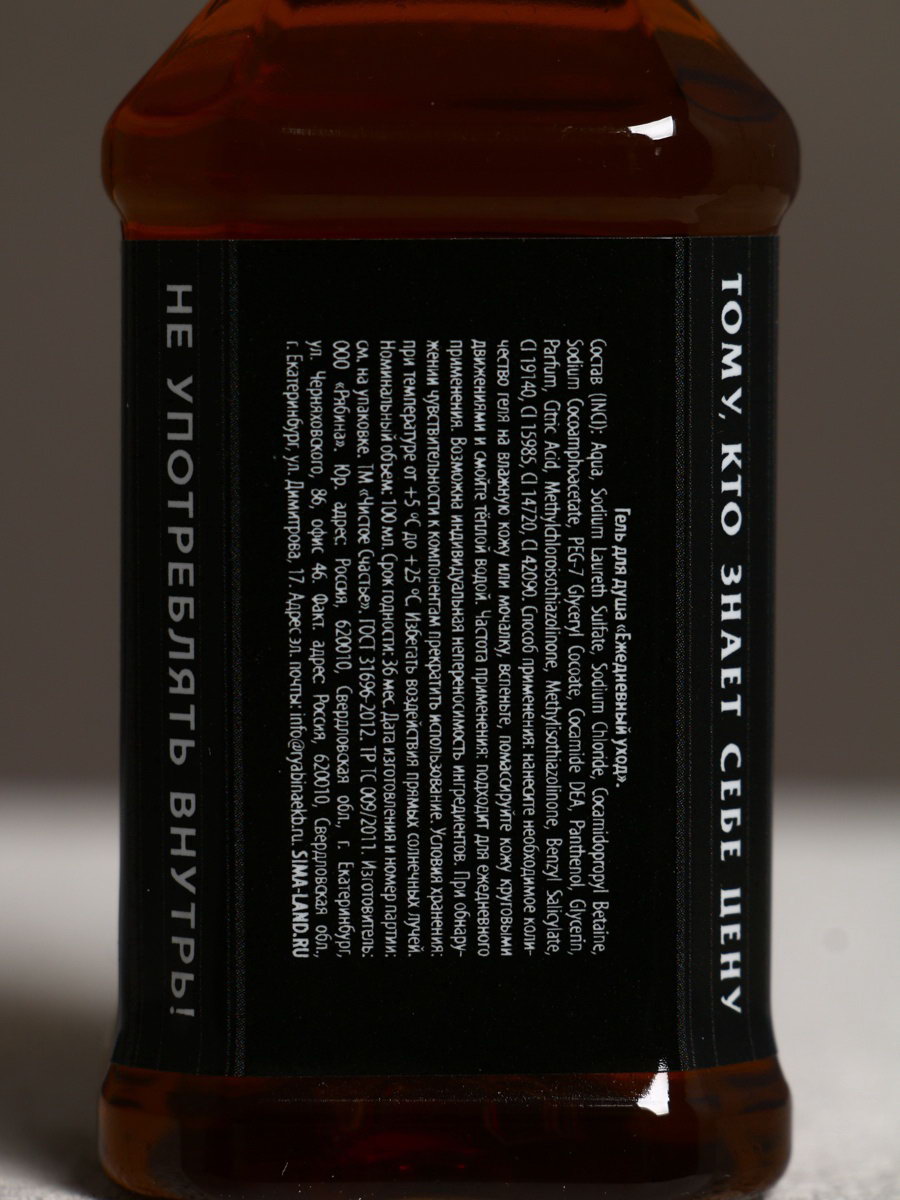 ТОМУ, КТО ЗНАЕТ СЕБЕ ЦЕНУ
Гель для душа «Ежедневный уход».
Состав (INCI): Aqua, Sodium Laureth Sulfate, Sodium Chloride, Cocamidopropyl Betaine,
Sodium Cocoamphoacetate, PEG-7 Glyceryl Cocoate, Cocamide DEA, Panthenol, Glycerin,
Parfum, Citric Acid, Methylchloroisothiazolinone, Methylisothiazolinone, Benzyl Salicylate,
CI 19140, CI 15985, CI 14720, CI 42090. Способ применения: нанесите необходимое коли-
чество геля на влажную кожу или мочалку, вспеньте, помассируйте кожу круговыми
движениями и смойте тёплой водой. Частота применения: подходит для ежедневного
применения. Возможна индивидуальная непереносимость ингредиентов. При обнару-
жении чувствительности к компонентам прекратить использование. Условия хранения:
при температуре от +5 °C до +25 °C. Избегать воздействия прямых солнечных лучей.
Номинальный объем: 100 мл. Срок годности: 36 мес. Дата изготовления и номер партии:
см. на упаковке. ТМ «Чистое Счастье», ГОСТ 31696-2012. ТР ТС 009/2011. Изготовитель:
ООО «Рябина». Юр. адрес: Россия, 620010, Свердловская обл., г. Екатеринбург,
ул. Черняховского, 86, офис 46. Факт. адрес: Россия, 620010, Свердловская обл.,
г. Екатеринбург, ул. Димитрова, 17. Адрес эл. почты: info@yabinaekb.ru. SIMA-LAND.RU
НЕ УПОТРЕБЛЯТЬ ВНУТРЬ!